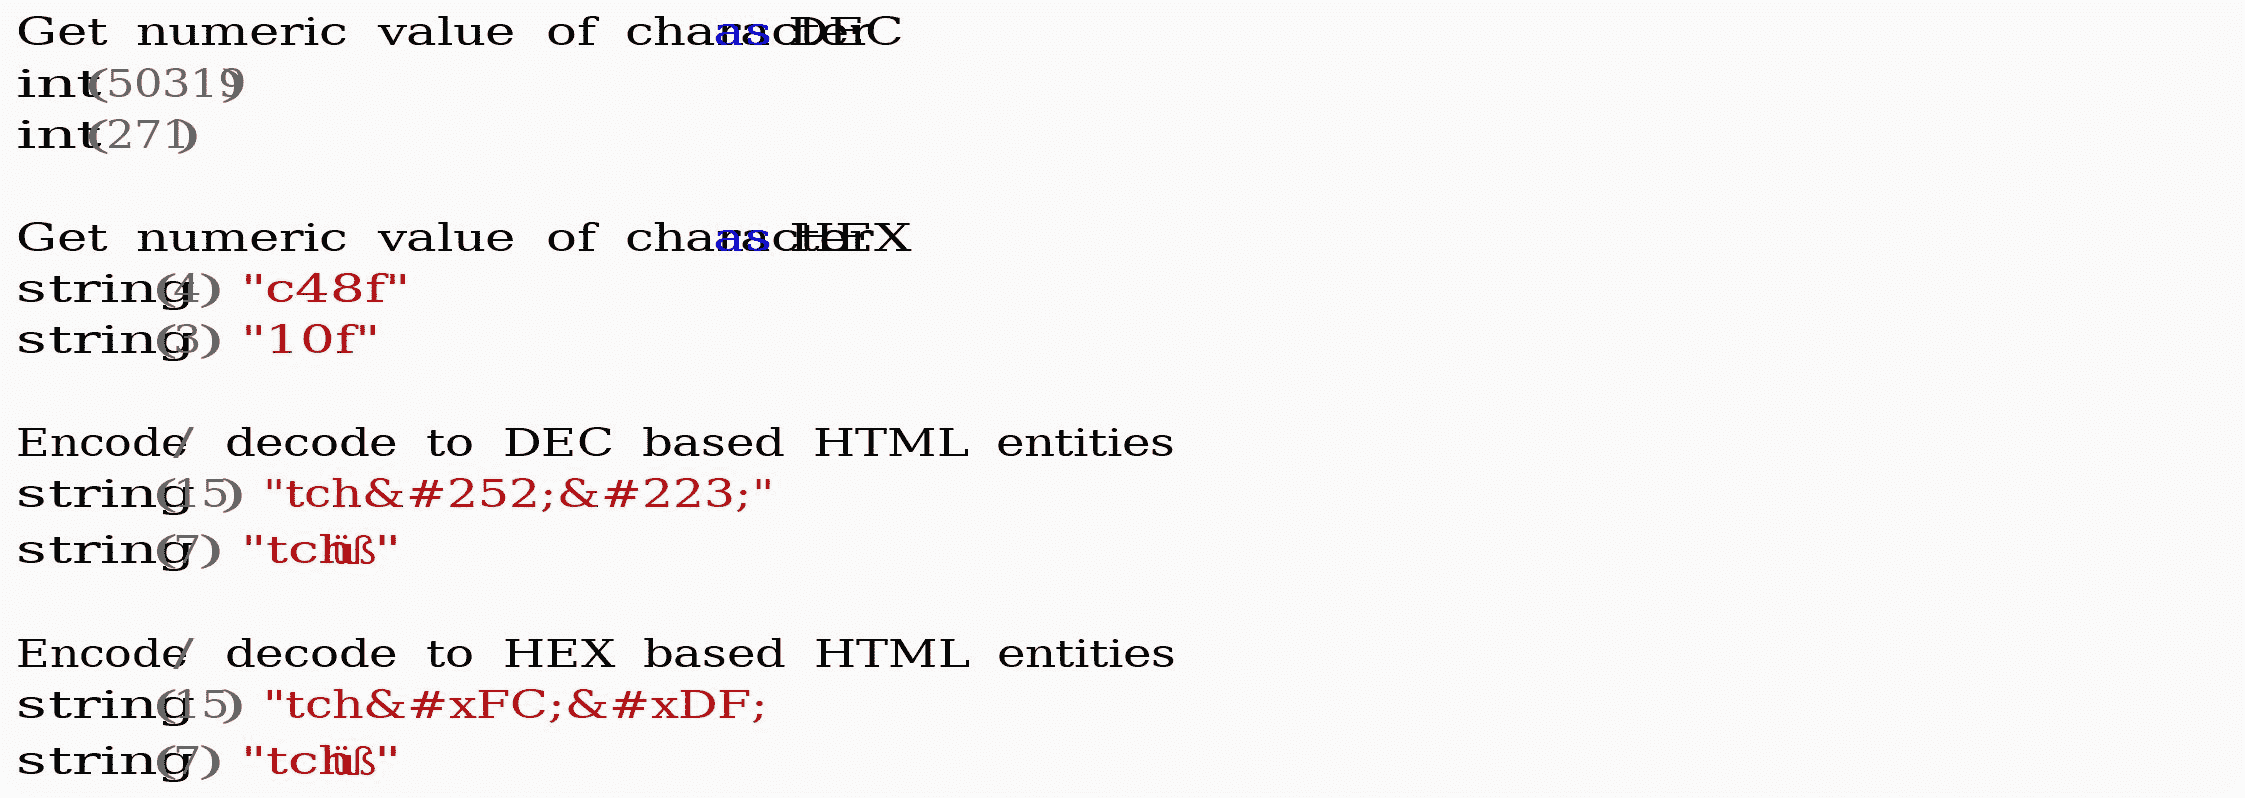 Get numeric value of character as DEC
int(50319)
int(271)
Get numeric value of character as HEX
string(4) "c48f"
string(3) "10f"
Encode / decode to DEC based HTML entities
string(15) "tch&#252;&#223;"
string(7) "tchüß"
Encode / decode to HEX based HTML entities
string(15) "tch&#xFC;&#xDF;
string(7) "tchüß"